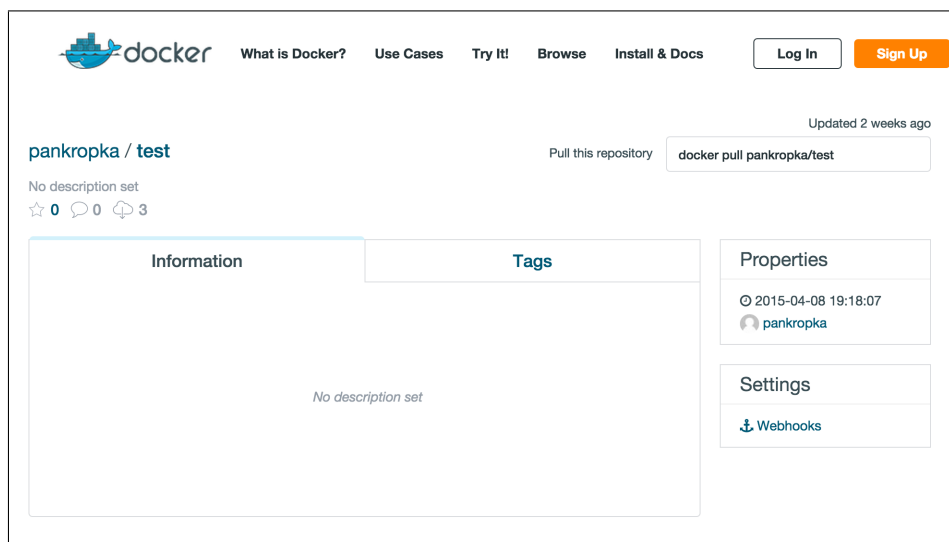 docker What is Docker? Use Cases Try It! Browse Install & Docs Log In Sign Up
Updated 2 weeks ago
pankropka / test Pull this repository docker pull pankropka/test
No description set
0 0 3
Information Tags Properties
2015-04-08 19:18:07
pankropka
Settings
No description set
Webhooks